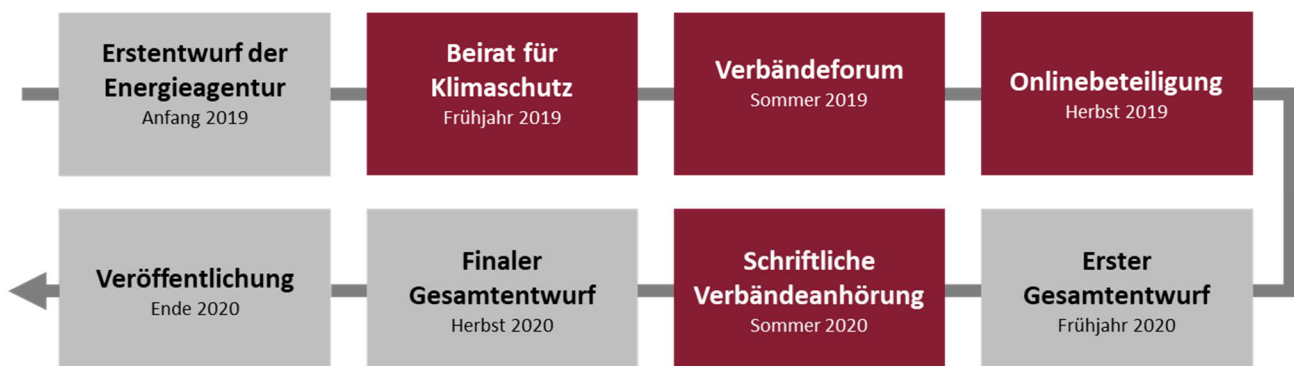 Erstentwurf der
Energieagentur
Anfang 2019
Beirat für
Klimaschutz
Frühjahr 2019
Verbändeforum
Sommer 2019
Onlinebeteiligung
Herbst 2019
Erster
Gesamtentwurf
Frühjahr 2020
Schriftliche
Verbändeanhörung
Sommer 2020
Finaler
Gesamtentwurf
Herbst 2020
Veröffentlichung
Ende 2020